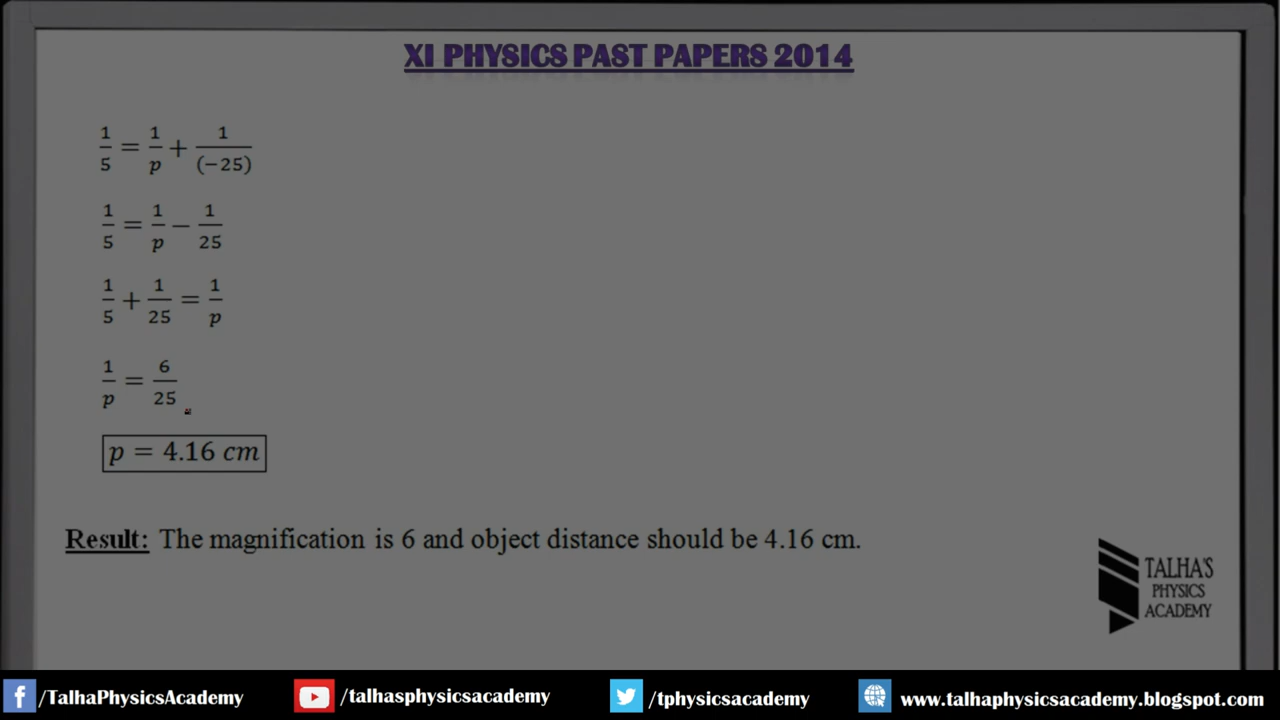 XI PHYSICS PAST PAPERS 2014
1/5 = 1/p + 1/(−25)
1/5 = 1/p − 1/25
1/5 + 1/25 = 1/p
1/p = 6/25
p = 4.16 cm
Result: The magnification is 6 and object distance should be 4.16 cm.
TALHA'S
PHYSICS
ACADEMY
/TalhaPhysicsAcademy
/talhasphysicsacademy
/tphysicsacademy
www.talhaphysicsacademy.blogspot.com